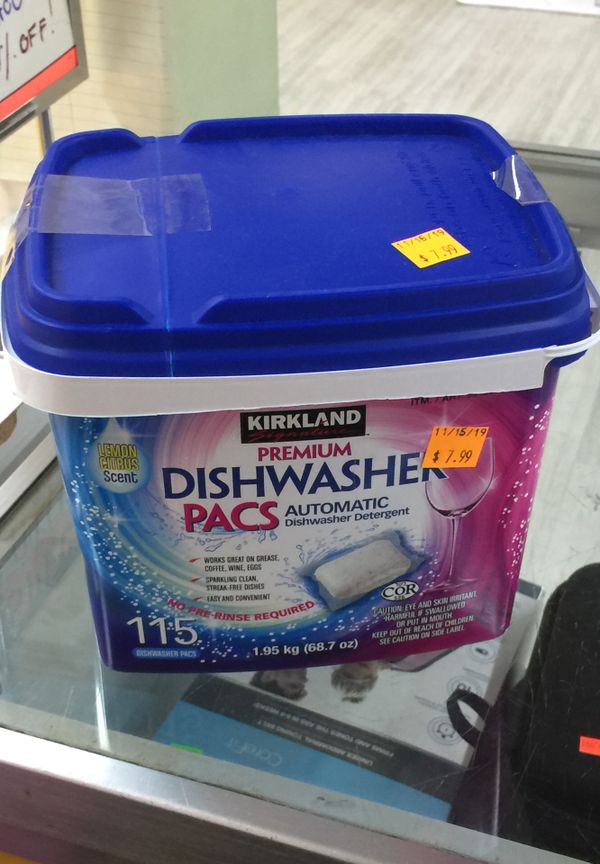 OFF!
11/15/19
$ 7.99
KIRKLAND
Signature
LEMON
CITRUS
Scent
PREMIUM
11/15/19
$ 7.99
DISHWASHER
PACS AUTOMATIC
Dishwasher Detergent
WORKS GREAT ON GREASE,
COFFEE, WINE, EGGS
SPARKLING CLEAN,
STREAK-FREE DISHES
EASY AND CONVENIENT
NO PRE-RINSE REQUIRED
COR
CAUTION: EYE AND SKIN IRRITANT.
HARMFUL IF SWALLOWED
OR PUT IN MOUTH.
KEEP OUT OF REACH OF CHILDREN.
SEE CAUTION ON SIDE LABEL.
115
DISHWASHER PACS
1.95 kg (68.7 oz)